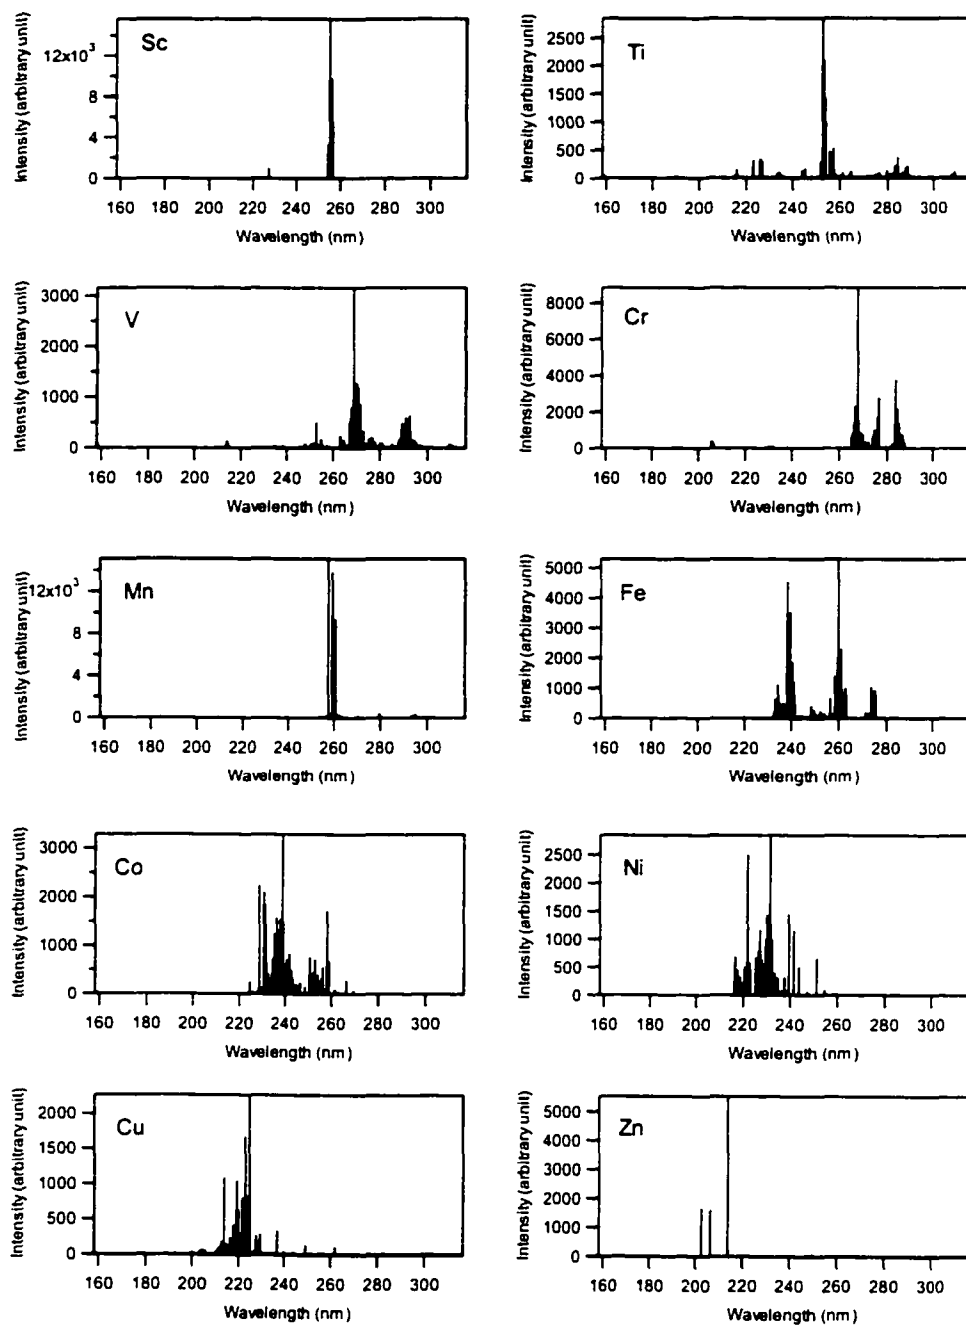 Sc
Intensity (arbitrary unit)
12x10³
8
4
0
160 180 200 220 240 260 280 300
Wavelength (nm)
Ti
Intensity (arbitrary unit)
2500
2000
1500
1000
500
0
160 180 200 220 240 260 280 300
Wavelength (nm)
V
Intensity (arbitrary unit)
3000
2000
1000
0
160 180 200 220 240 260 280 300
Wavelength (nm)
Cr
Intensity (arbitrary unit)
8000
6000
4000
2000
0
160 180 200 220 240 260 280 300
Wavelength (nm)
Mn
Intensity (arbitrary unit)
12x10³
8
4
0
160 180 200 220 240 260 280 300
Wavelength (nm)
Fe
Intensity (arbitrary unit)
5000
4000
3000
2000
1000
0
160 180 200 220 240 260 280 300
Wavelength (nm)
Co
Intensity (arbitrary unit)
3000
2000
1000
0
160 180 200 220 240 260 280 300
Wavelength (nm)
Ni
Intensity (arbitrary unit)
2500
2000
1500
1000
500
0
160 180 200 220 240 260 280 300
Wavelength (nm)
Cu
Intensity (arbitrary unit)
2000
1500
1000
500
0
160 180 200 220 240 260 280 300
Wavelength (nm)
Zn
Intensity (arbitrary unit)
5000
4000
3000
2000
1000
0
160 180 200 220 240 260 280 300
Wavelength (nm)